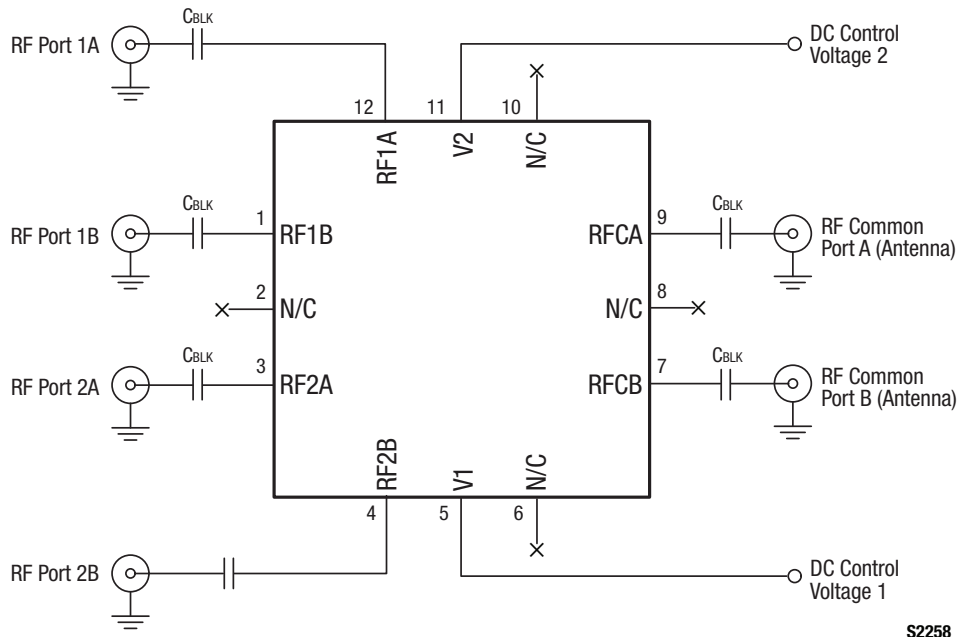 CBLK
RF Port 1A
DC Control
Voltage 2
12
11
10
RF1A
V2
N/C
CBLK
RF Port 1B
1
RF1B
RFCA
9
CBLK
RF Common
Port A (Antenna)
2
N/C
N/C
8
CBLK
RF Port 2A
3
RF2A
RFCB
7
CBLK
RF Common
Port B (Antenna)
RF2B
V1
N/C
4
5
6
RF Port 2B
DC Control
Voltage 1
S2258